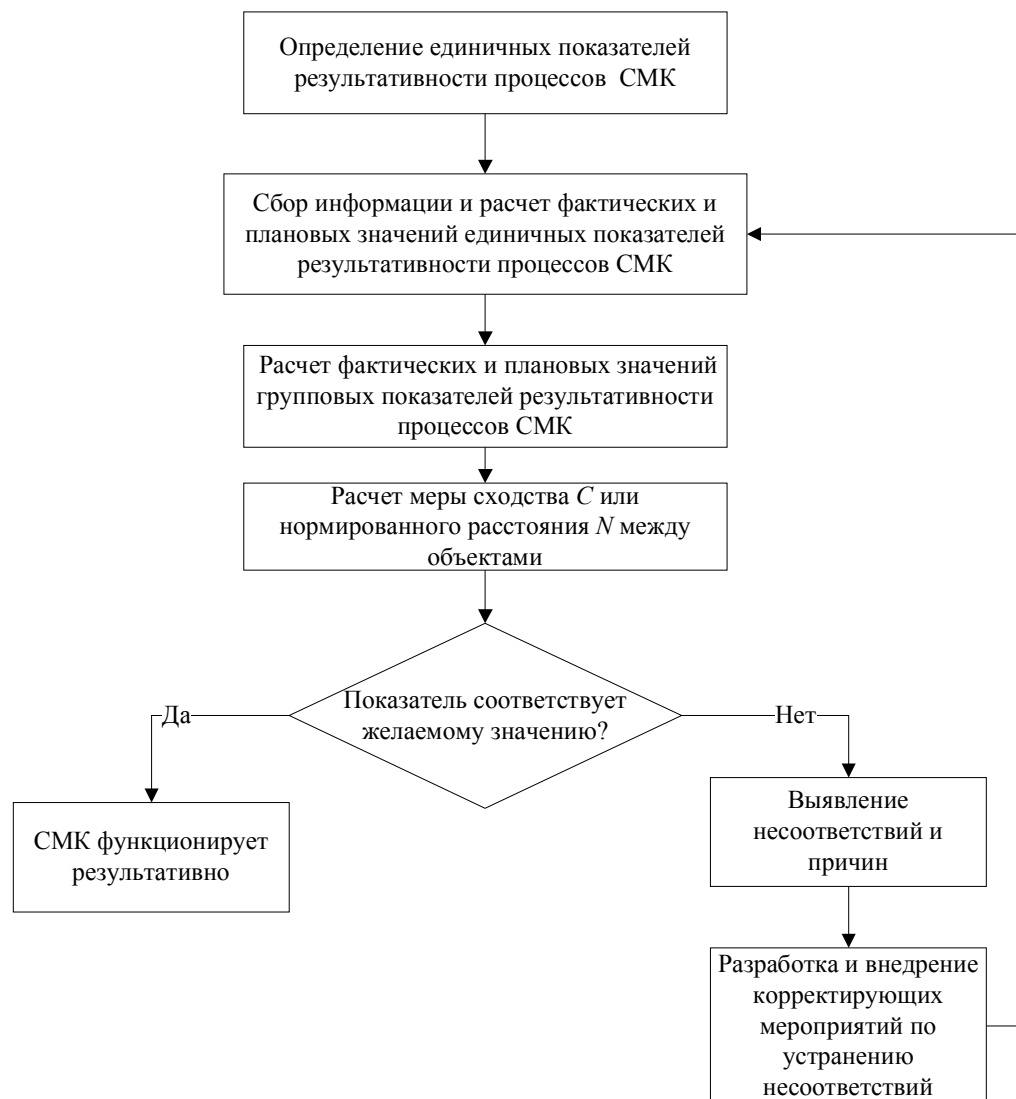 Определение единичных показателей
результативности процессов СМК
Сбор информации и расчет фактических и
плановых значений единичных показателей
результативности процессов СМК
Расчет фактических и плановых значений
групповых показателей результативности
процессов СМК
Расчет меры сходства C или
нормированного расстояния N между
объектами
Показатель соответствует
желаемому значению?
Да
Нет
СМК функционирует
результативно
Выявление
несоответствий и
причин
Разработка и внедрение
корректирующих
мероприятий по
устранению
несоответствий